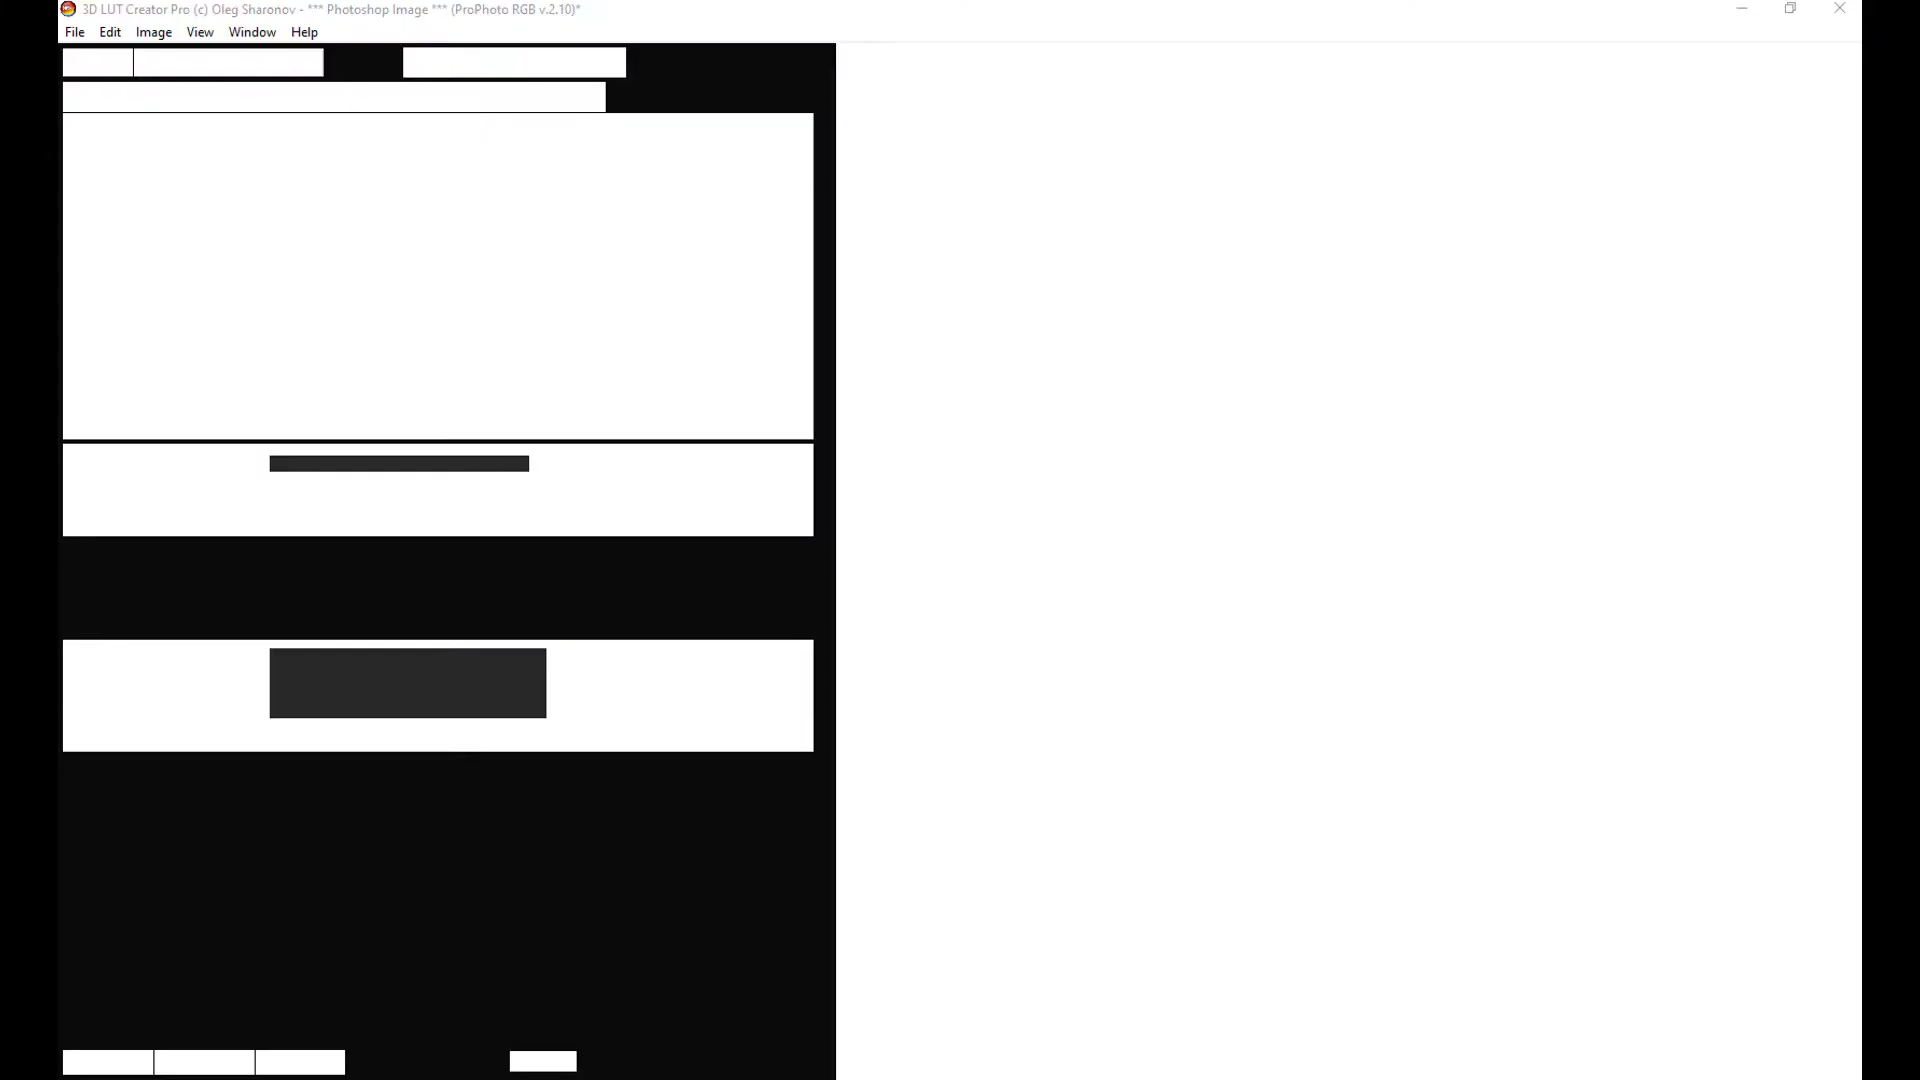 3D LUT Creator Pro (c) Oleg Sharonov - *** Photoshop Image *** (ProPhoto RGB v.2.10)*
File Edit Image View Window Help